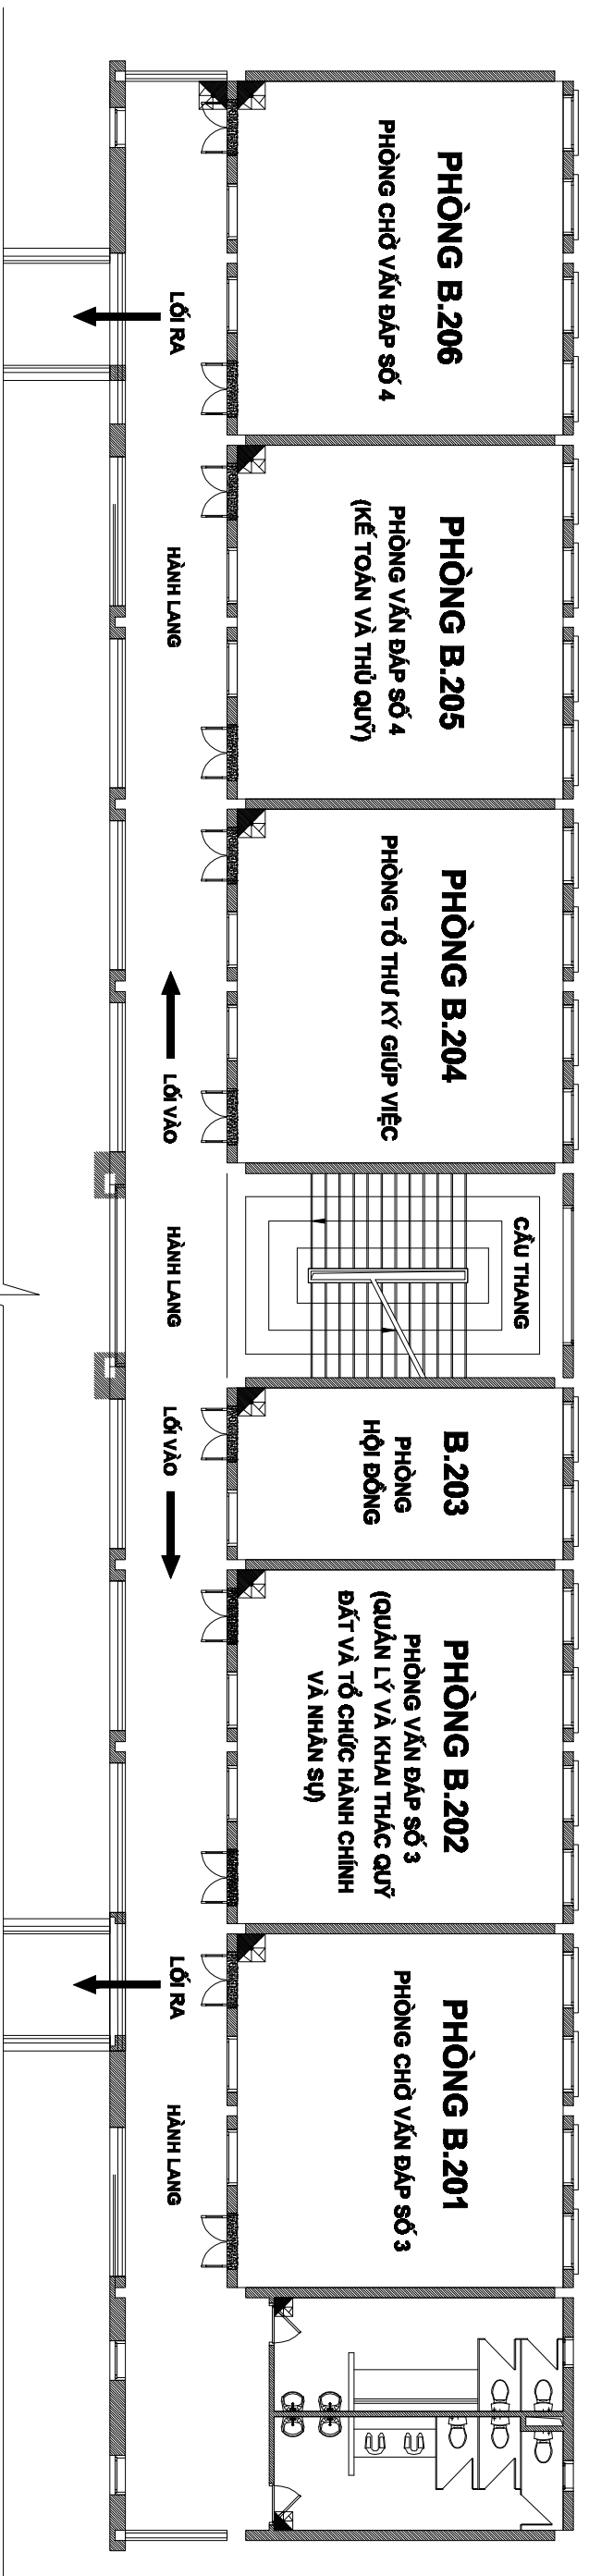 PHÒNG B.206
PHÒNG CHỜ VẤN ĐÁP SỐ 4
LỐI RA
PHÒNG B.205
PHÒNG VẤN ĐÁP SỐ 4
(KẾ TOÁN VÀ THỦ QUỸ)
HÀNH LANG
PHÒNG B.204
PHÒNG TỔ THƯ KÝ GIÚP VIỆC
LỐI VÀO
CẦU THANG
HÀNH LANG
B.203
PHÒNG
HỘI ĐỒNG
LỐI VÀO
PHÒNG B.202
PHÒNG VẤN ĐÁP SỐ 3
(QUẢN LÝ VÀ KHAI THÁC QUỸ
ĐẤT VÀ TỔ CHỨC HÀNH CHÍNH
VÀ NHÂN SỰ)
PHÒNG B.201
PHÒNG CHỜ VẤN ĐÁP SỐ 3
LỐI RA
HÀNH LANG